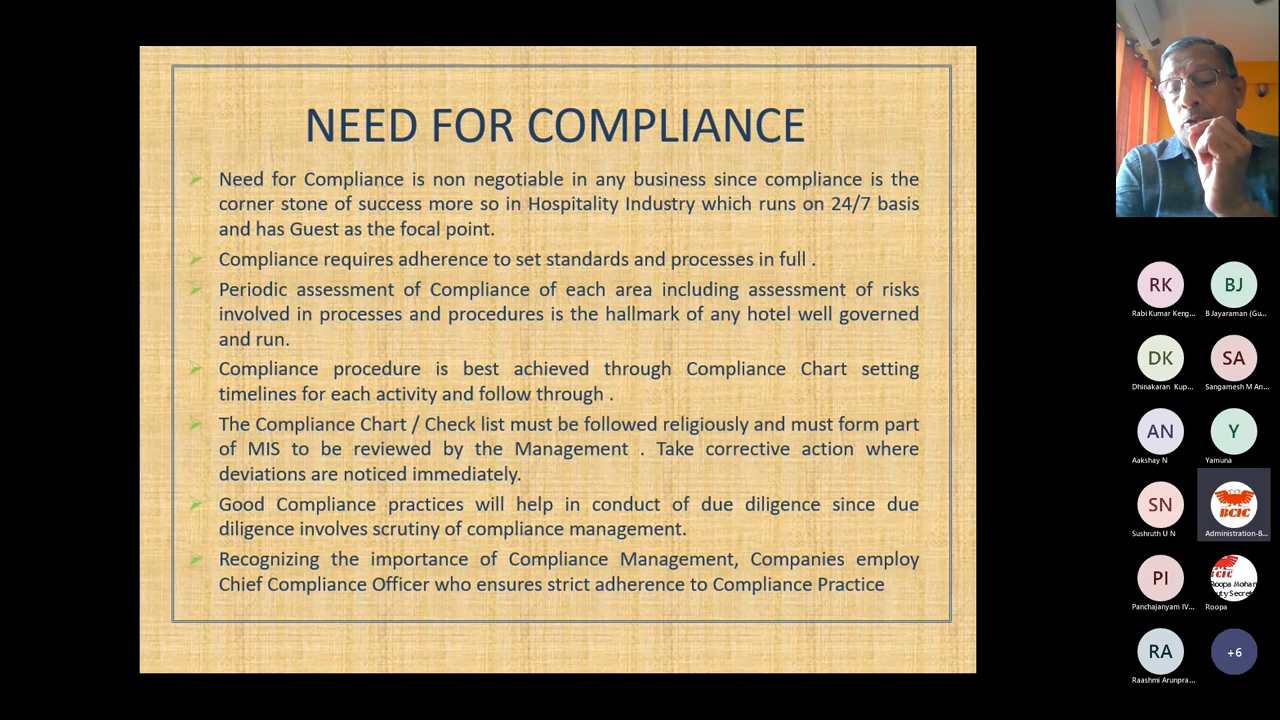 NEED FOR COMPLIANCE
Need for Compliance is non negotiable in any business since compliance is the
corner stone of success more so in Hospitality Industry which runs on 24/7 basis
and has Guest as the focal point.
Compliance requires adherence to set standards and processes in full .
Periodic assessment of Compliance of each area including assessment of risks
involved in processes and procedures is the hallmark of any hotel well governed
and run.
Compliance procedure is best achieved through Compliance Chart setting
timelines for each activity and follow through .
The Compliance Chart / Check list must be followed religiously and must form part
of MIS to be reviewed by the Management . Take corrective action where
deviations are noticed immediately.
Good Compliance practices will help in conduct of due diligence since due
diligence involves scrutiny of compliance management.
Recognizing the importance of Compliance Management, Companies employ
Chief Compliance Officer who ensures strict adherence to Compliance Practice
RK BJ
Rabi Kumar Keng... B Jayaraman (Gu...
DK SA
Dhinakaran Kup... Sangamesh M An...
AN Y
Aakshay N Yamuna
SN BCIC
Sushruth U N Administration-B...
PI BCIC
Roopa Mohan
uty Secret
Panchajanyam IV... Roopa
RA +6
Raashmi Arunpra...